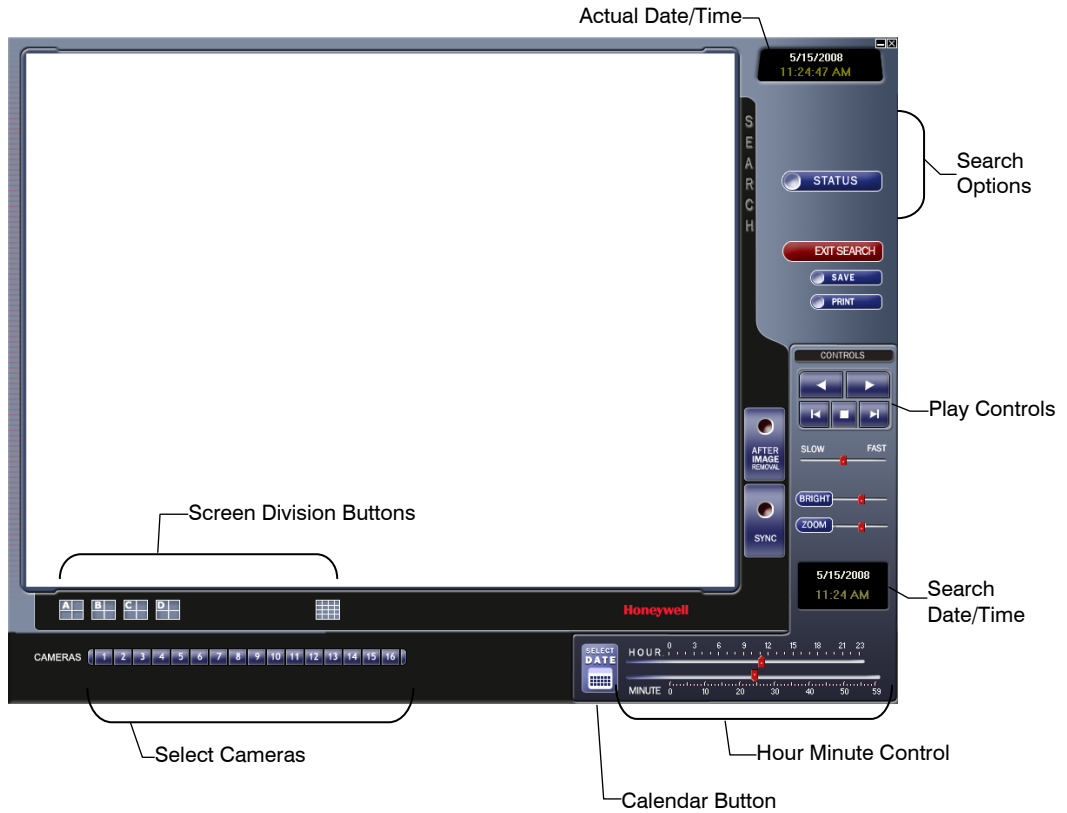 Actual Date/Time
5/15/2008
11:24:47 AM
SEARCH
Search
Options
STATUS
EXIT SEARCH
SAVE
PRINT
CONTROLS
Play Controls
SLOW FAST
AFTER
IMAGE
REMOVAL
BRIGHT
ZOOM
SYNC
Screen Division Buttons
5/15/2008
11:24 AM
Search
Date/Time
A B C D
Honeywell
CAMERAS 1 2 3 4 5 6 7 8 9 10 11 12 13 14 15 16
SELECT
DATE
HOUR 0 3 6 9 12 15 18 21 23
MINUTE 0 10 20 30 40 50 59
Select Cameras
Hour Minute Control
Calendar Button